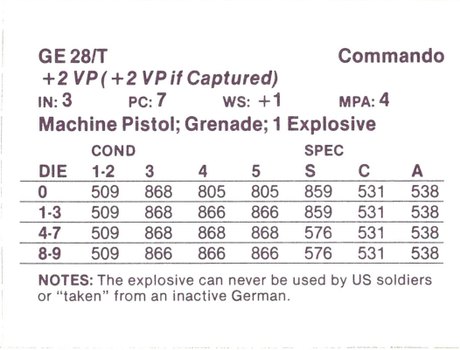 GE 28/T Commando
+2 VP (+2 VP if Captured)
IN: 3 PC: 7 WS: +1 MPA: 4
Machine Pistol; Grenade; 1 Explosive
COND SPEC
DIE 1-2 3 4 5 S C A
0 509 868 805 805 859 531 538
1-3 509 868 866 866 859 531 538
4-7 509 868 866 866 576 531 538
8-9 509 866 866 866 576 531 538
NOTES: The explosive can never be used by US soldiers
or “taken” from an inactive German.